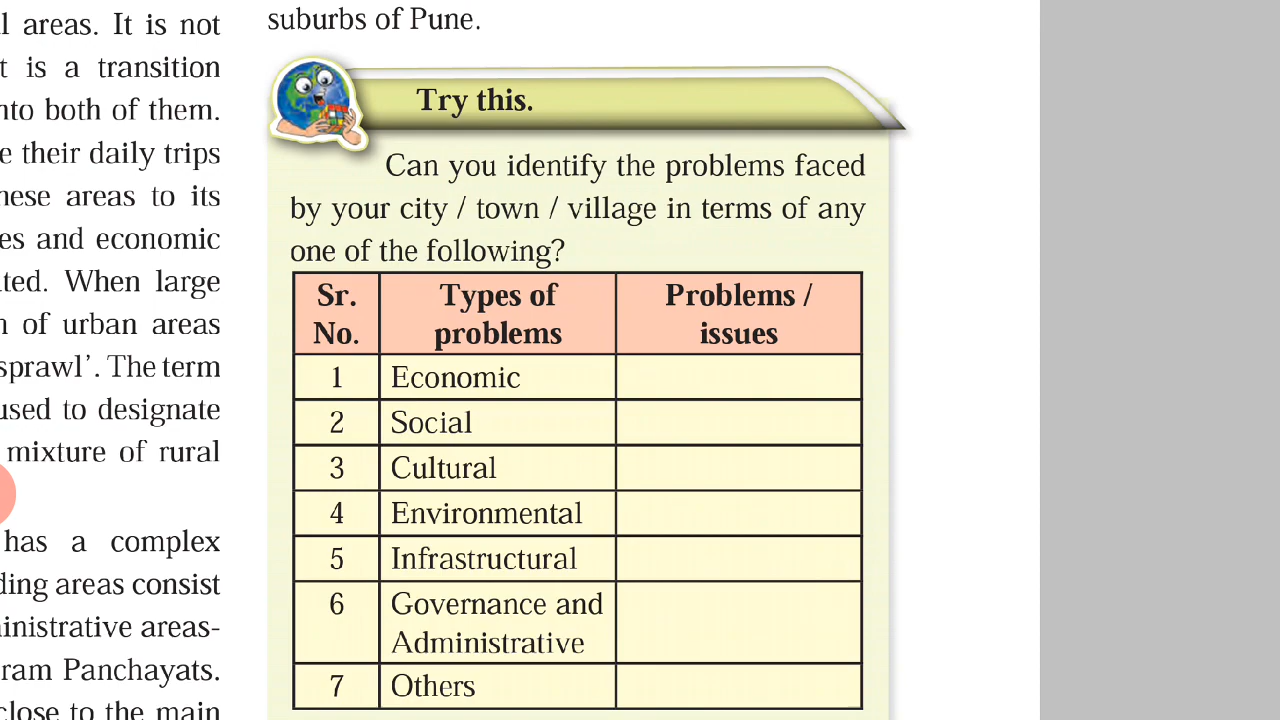 l areas. It is not
t is a transition
nto both of them.
e their daily trips
hese areas to its
es and economic
ted. When large
n of urban areas
sprawl’. The term
used to designate
mixture of rural
has a complex
ding areas consist
inistrative areas-
ram Panchayats.
close to the main
suburbs of Pune.
Try this.
Can you identify the problems faced
by your city / town / village in terms of any
one of the following?
Sr. No. Types of problems Problems / issues
1 Economic
2 Social
3 Cultural
4 Environmental
5 Infrastructural
6 Governance and
Administrative
7 Others